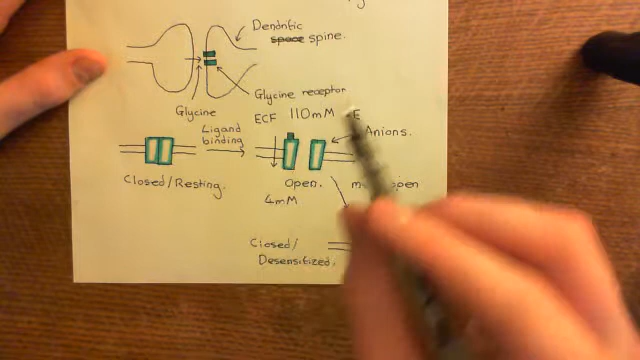 Dendritic
space spine.
Glycine receptor
Glycine
ECF 110mM
Anions.
Ligand
binding
Closed/Resting.
Open.
open
4mM
Closed/
Desensitized.